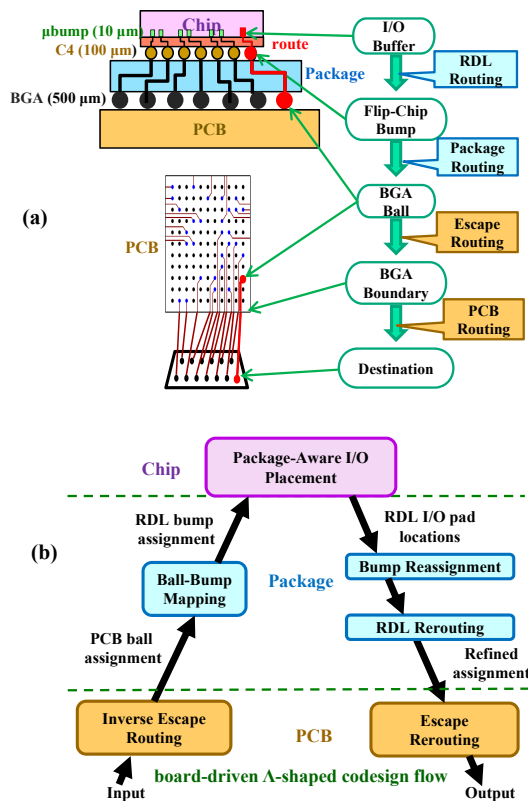 Chip
µbump (10 µm)
C4 (100 µm)
route
Package
BGA (500 µm)
PCB
I/O
Buffer
RDL
Routing
Flip-Chip
Bump
Package
Routing
BGA
Ball
Escape
Routing
BGA
Boundary
PCB
Routing
Destination
(a)
PCB
Chip
Package-Aware I/O
Placement
RDL bump
assignment
RDL I/O pad
locations
(b)
Ball-Bump
Mapping
Package
Bump Reassignment
RDL Rerouting
PCB ball
assignment
Refined
assignment
Inverse Escape
Routing
PCB
Escape
Rerouting
board-driven Λ-shaped codesign flow
Input
Output